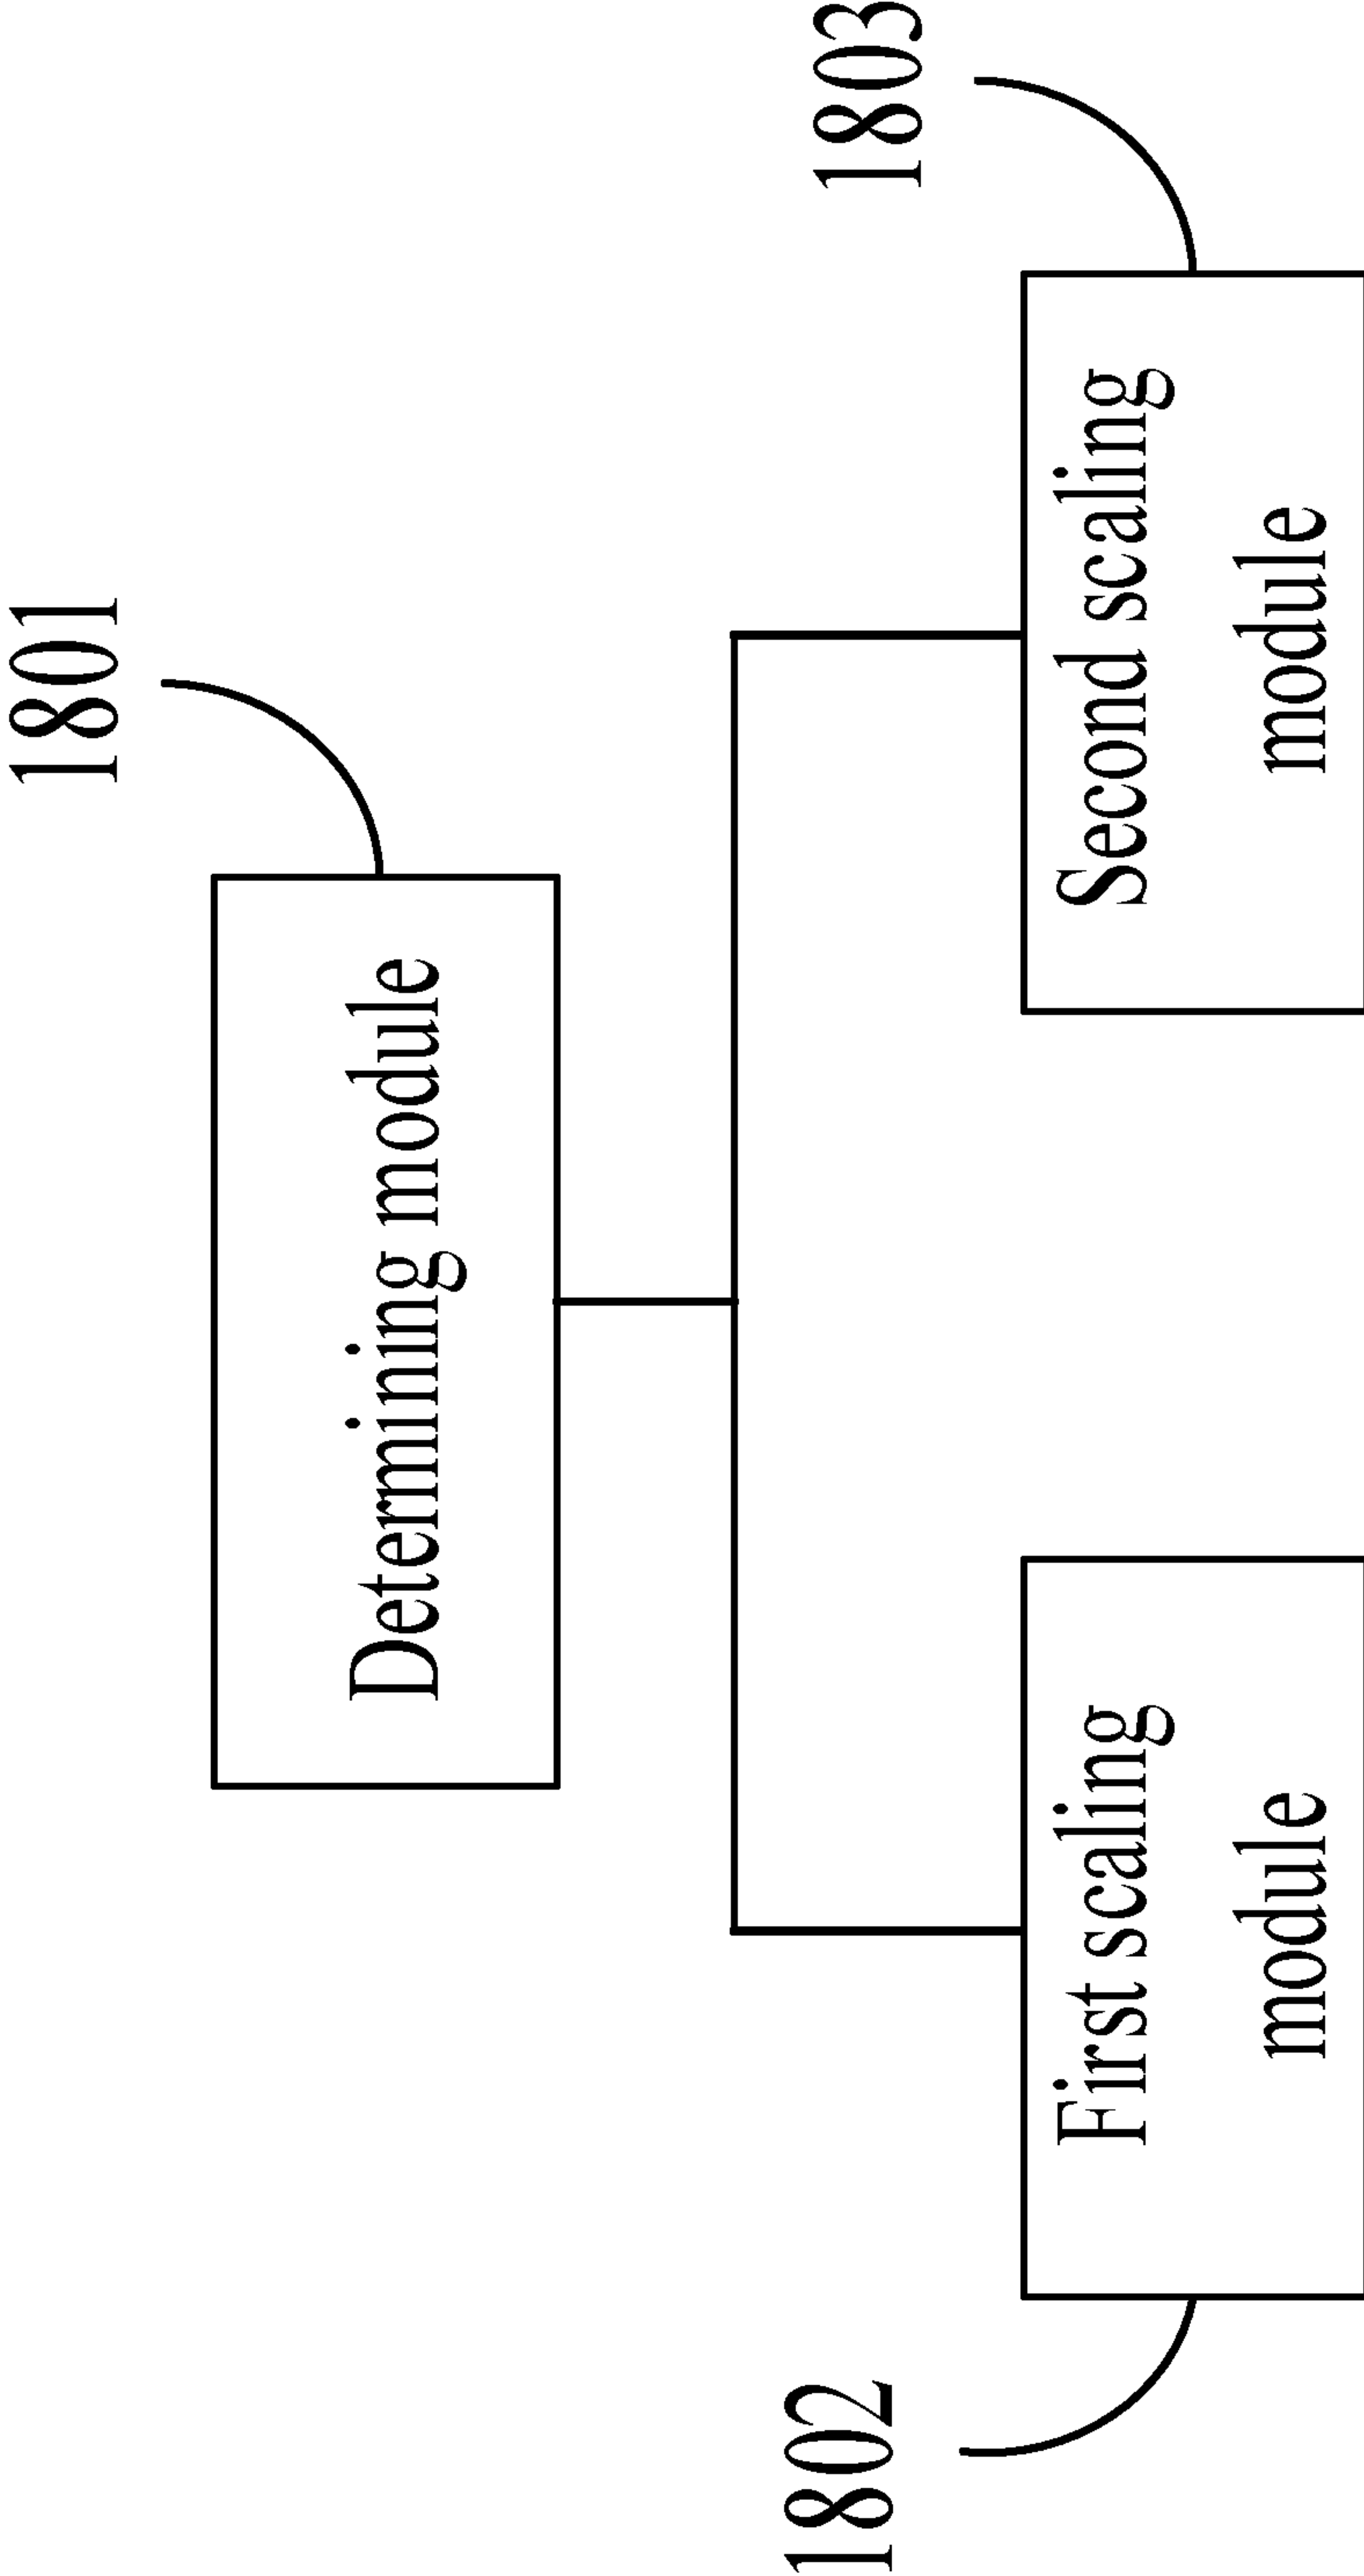 1801
Determining module
1802
1803
First scaling
module
Second scaling
module